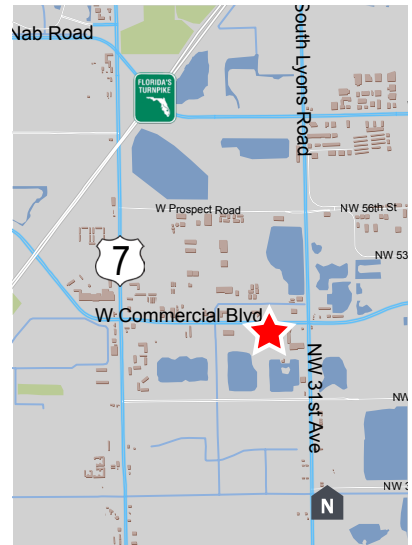 Nab Road
South Lyons Road
FLORIDA'S
TURNPIKE
W Prospect Road
NW 56th St
NW 53
7
W Commercial Blvd
NW 31st Ave
N
NW 3
N